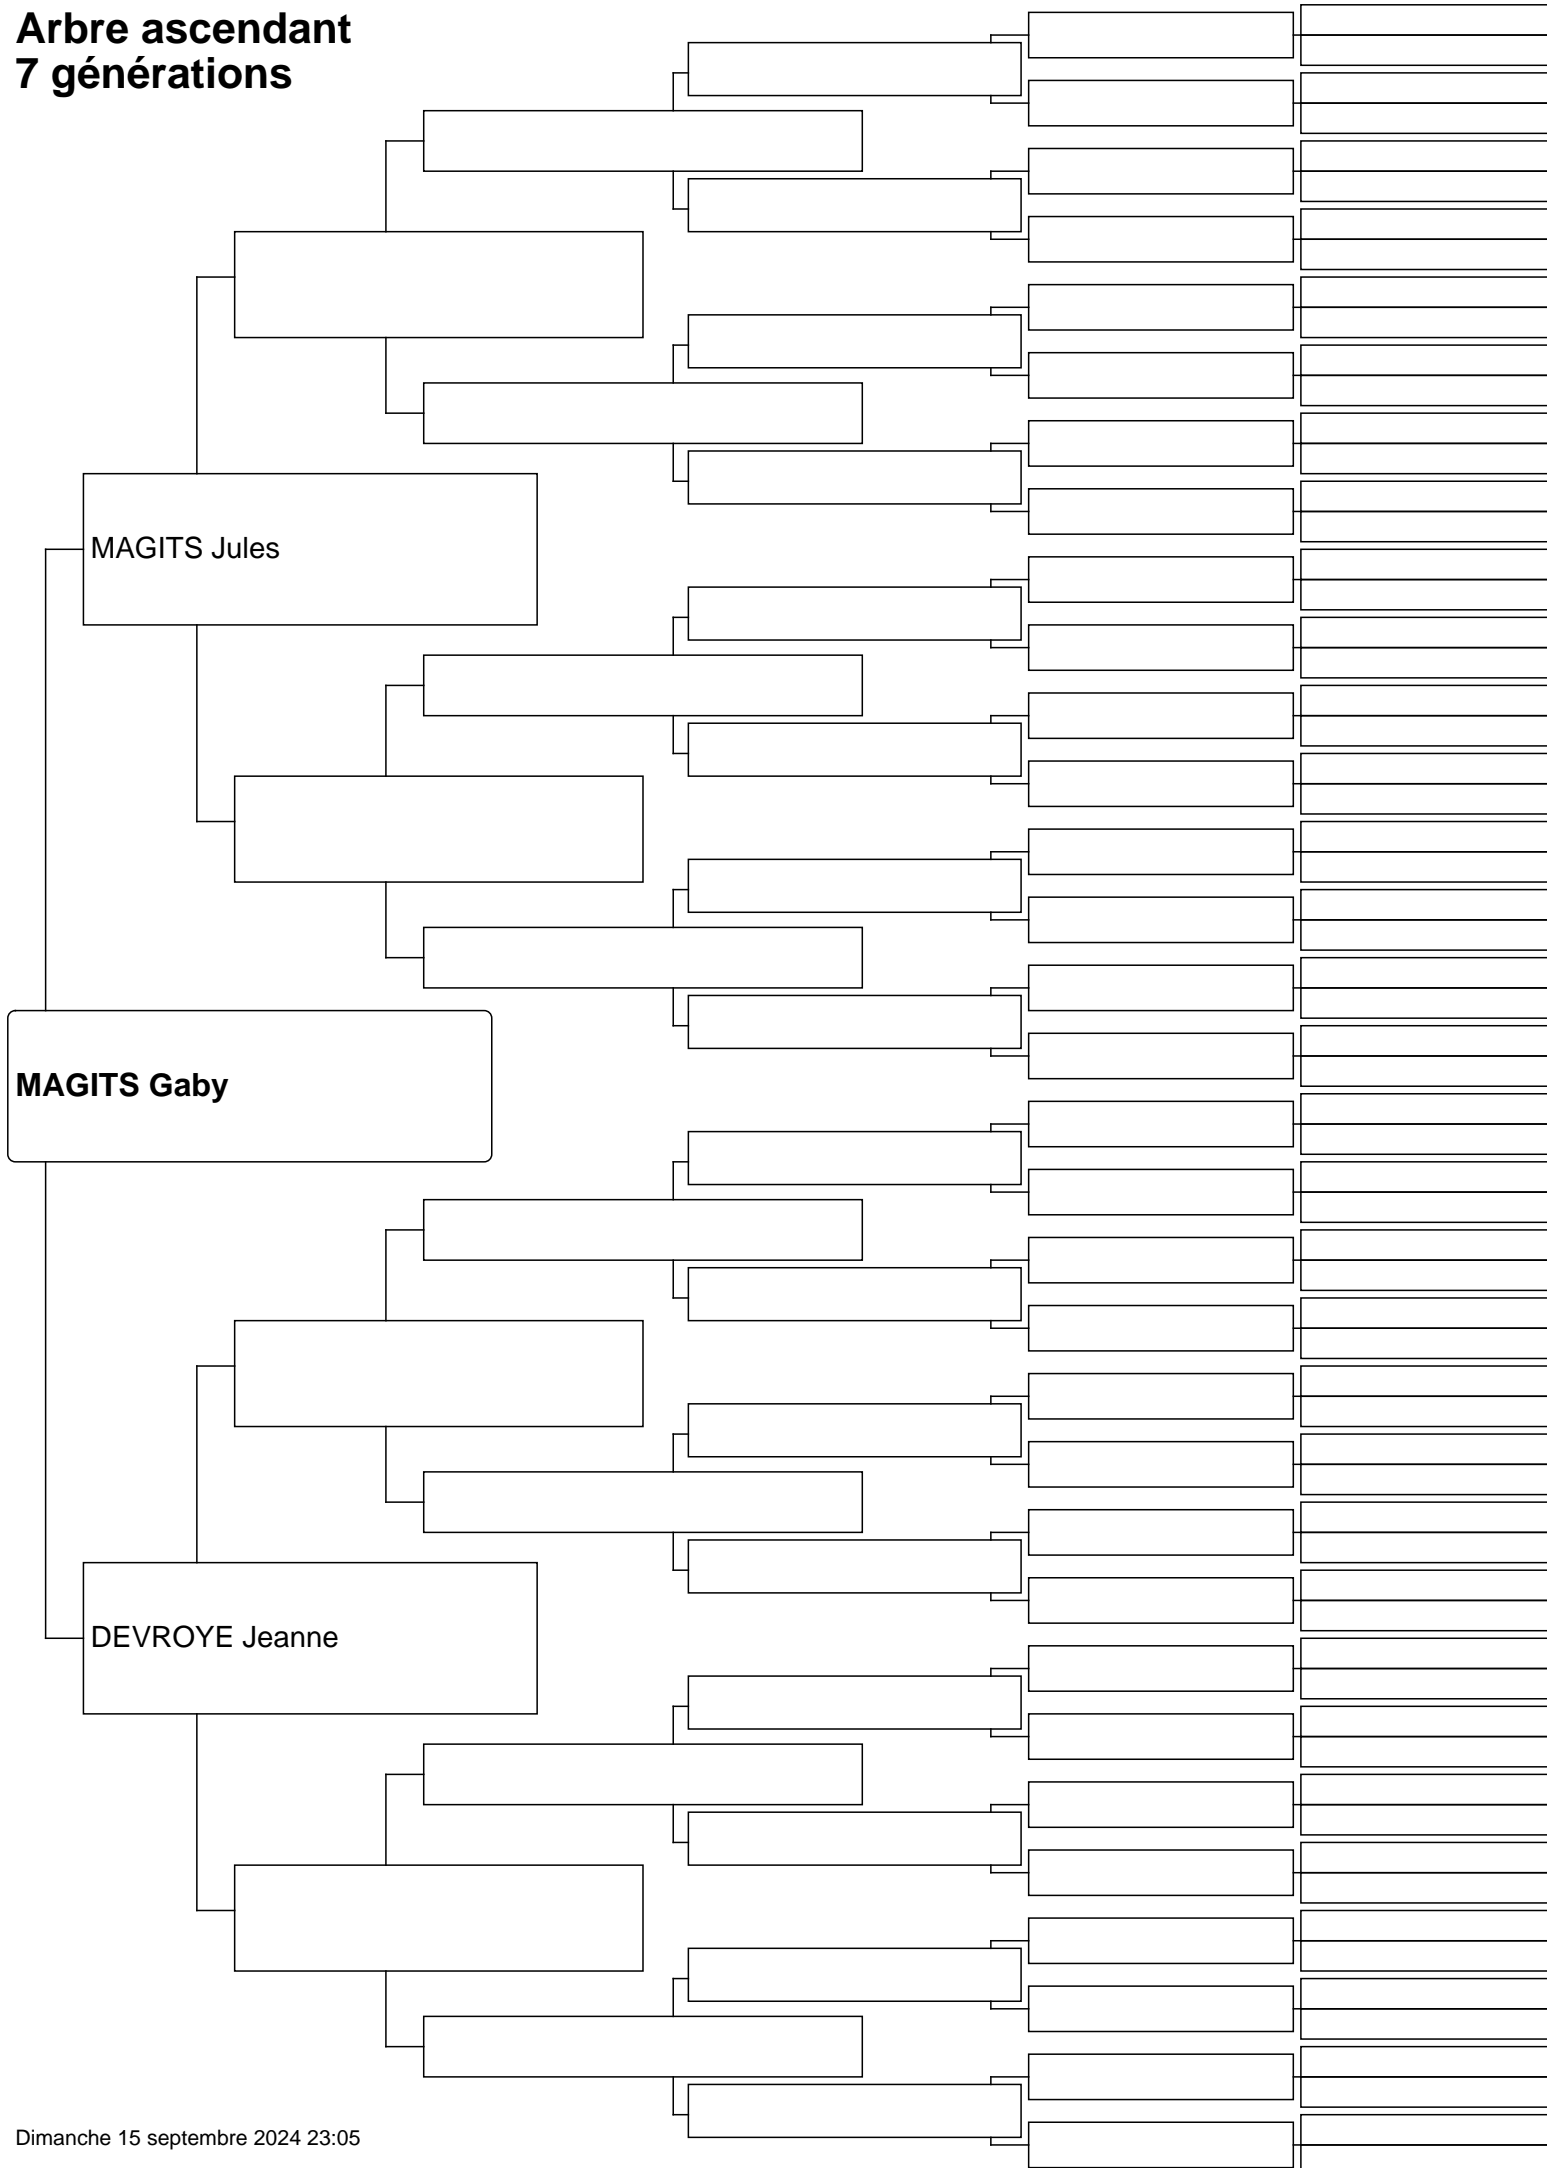 Arbre ascendant
7 générations
MAGITS Jules
MAGITS Gaby
DEVROYE Jeanne
Dimanche 15 septembre 2024 23:05